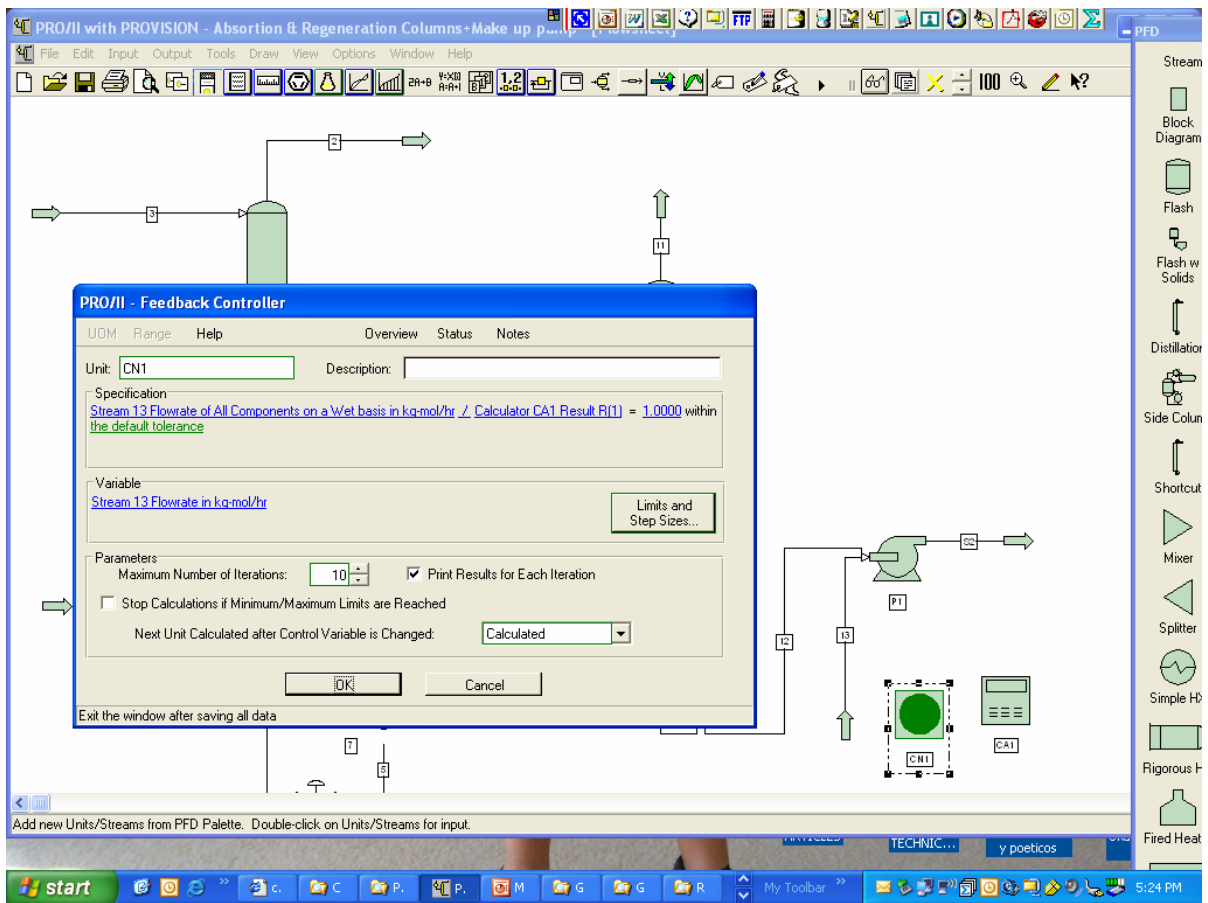 PRO/II with PROVISION - Absortion & Regeneration Columns+Make up pump - [Flowsheet]
File Edit Input Output Tools Draw View Options Window Help
FTP
2A+B
1.2
100
PFD
Stream
Block
Diagram
Flash
Flash w
Solids
Distillation
Side Colum
Shortcut
Mixer
Splitter
Simple HX
Rigorous H
Fired Heat
2
3
11
PRO/II - Feedback Controller
UOM Range Help Overview Status Notes
Unit: CN1 Description:
Specification
Stream 13 Flowrate of All Components on a Wet basis in kg-mol/hr / Calculator CA1 Result R(1) = 1.0000 within
the default tolerance
Variable
Stream 13 Flowrate in kg-mol/hr
Limits and
Step Sizes...
Parameters
Maximum Number of Iterations: 10 Print Results for Each Iteration
Stop Calculations if Minimum/Maximum Limits are Reached
Next Unit Calculated after Control Variable is Changed: Calculated
OK Cancel
Exit the window after saving all data
S2
P1
12
13
CN1
CA1
7
5
Add new Units/Streams from PFD Palette. Double-click on Units/Streams for input.
TECHNIC...
y poeticos
start
c.
C
P.
P.
M
G
G
R
My Toolbar
5:24 PM